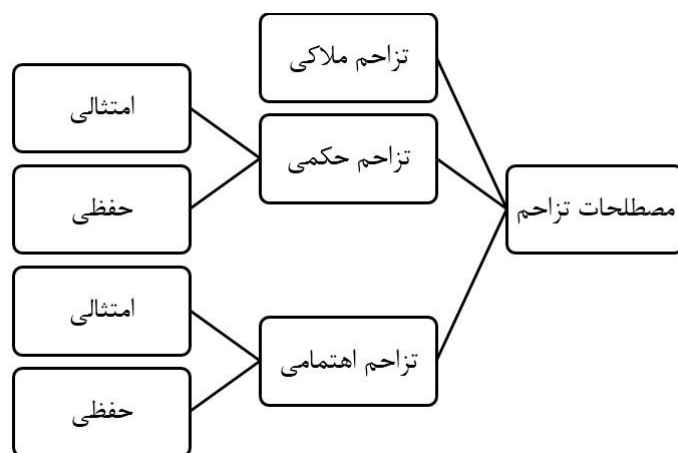 مصطلحات تزاحم
تزاحم ملاکی
تزاحم حکمی
امتثالی
حفظی
تزاحم اهتمامی
امتثالی
حفظی